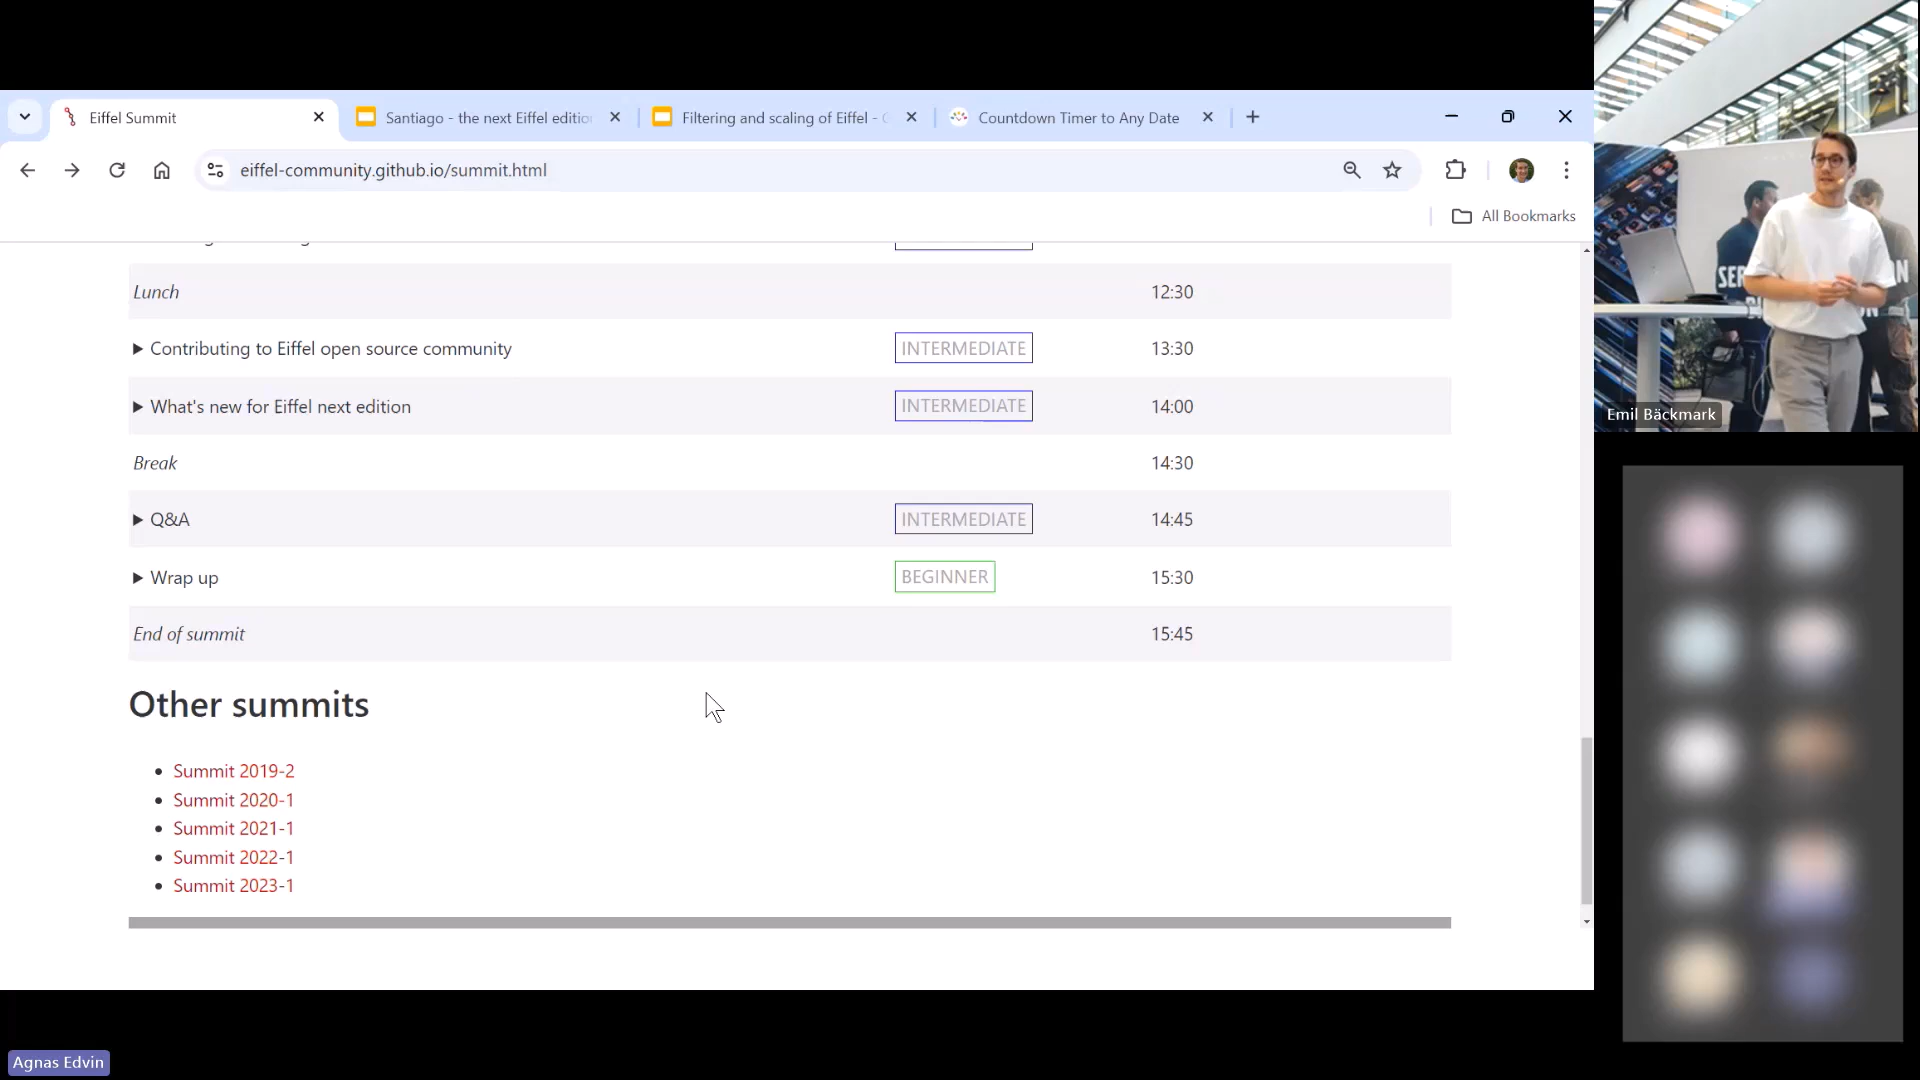 Eiffel Summit
Santiago - the next Eiffel editio
Filtering and scaling of Eiffel -
Countdown Timer to Any Date
eiffel-community.github.io/summit.html
All Bookmarks
Lunch 12:30
Contributing to Eiffel open source community INTERMEDIATE 13:30
What's new for Eiffel next edition INTERMEDIATE 14:00
Break 14:30
Q&A INTERMEDIATE 14:45
Wrap up BEGINNER 15:30
End of summit 15:45
Other summits
Summit 2019-2
Summit 2020-1
Summit 2021-1
Summit 2022-1
Summit 2023-1
Emil Bäckmark
Agnas Edvin